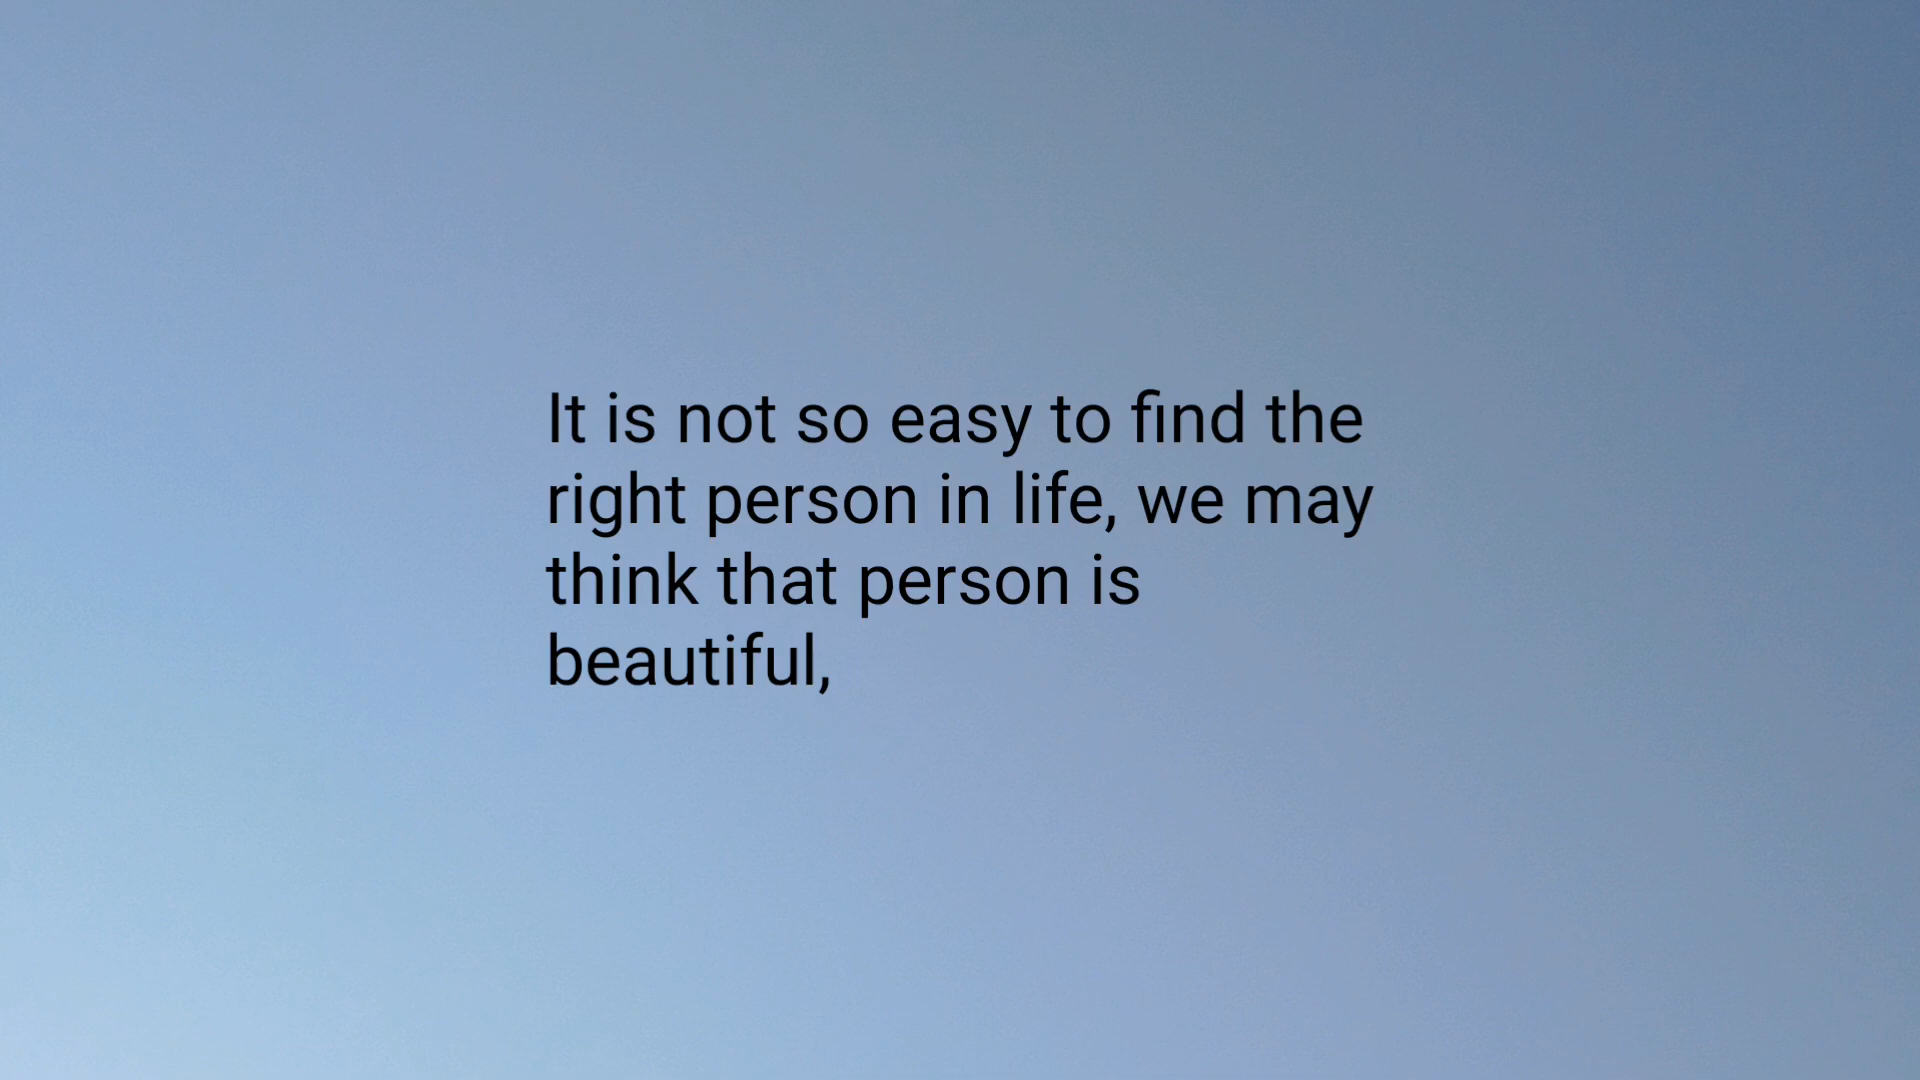 It is not so easy to find the
right person in life, we may
think that person is
beautiful,